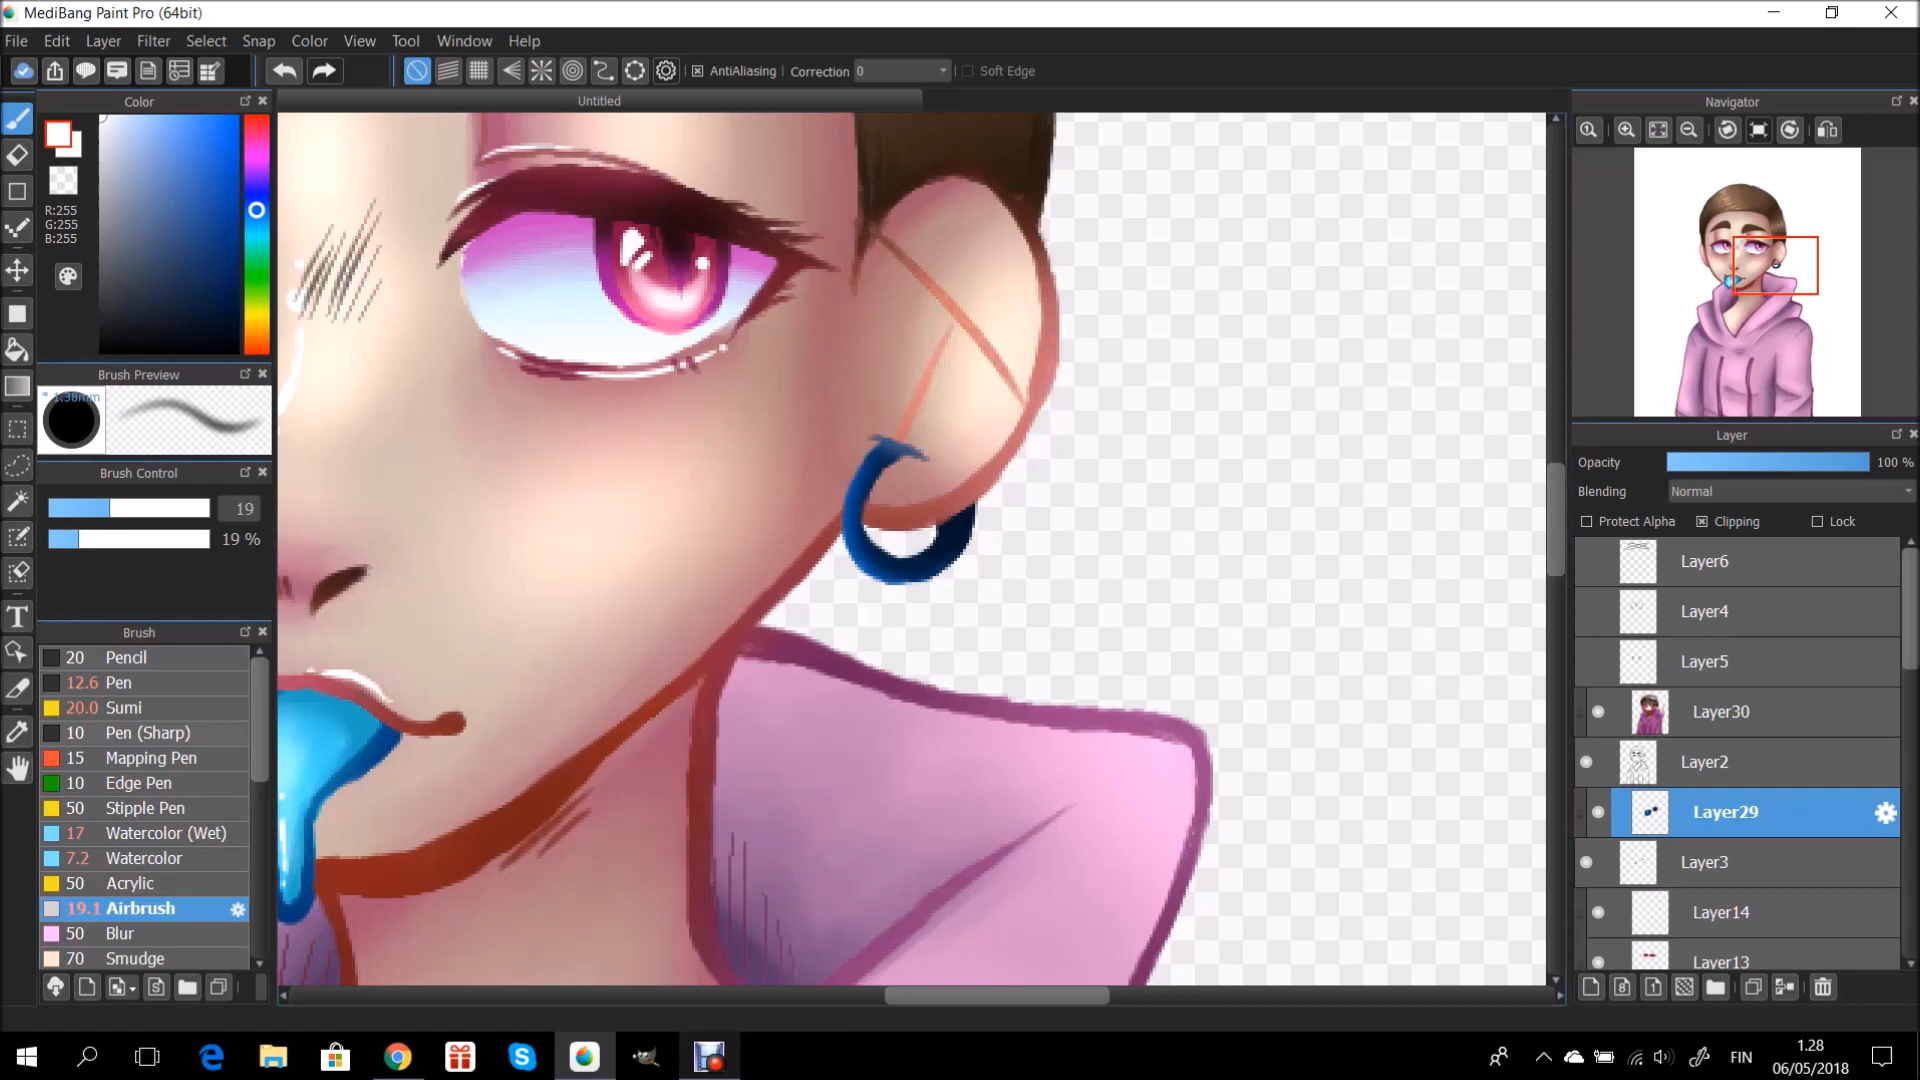 MediBang Paint Pro (64bit)
File Edit Layer Filter Select Snap Color View Tool Window Help
AntiAliasing Correction 0 Soft Edge
Color
Untitled
Navigator
R:255
G:255
B:255
Brush Preview
* 1.38mm
Brush Control
19
19 %
Brush
20 Pencil
12.6 Pen
20.0 Sumi
10 Pen (Sharp)
15 Mapping Pen
10 Edge Pen
50 Stipple Pen
17 Watercolor (Wet)
7.2 Watercolor
50 Acrylic
19.1 Airbrush
50 Blur
70 Smudge
Layer
Opacity 100 %
Blending Normal
Protect Alpha Clipping Lock
Layer6
Layer4
Layer5
Layer30
Layer2
Layer29
Layer3
Layer14
Layer13
FIN
1.28
06/05/2018